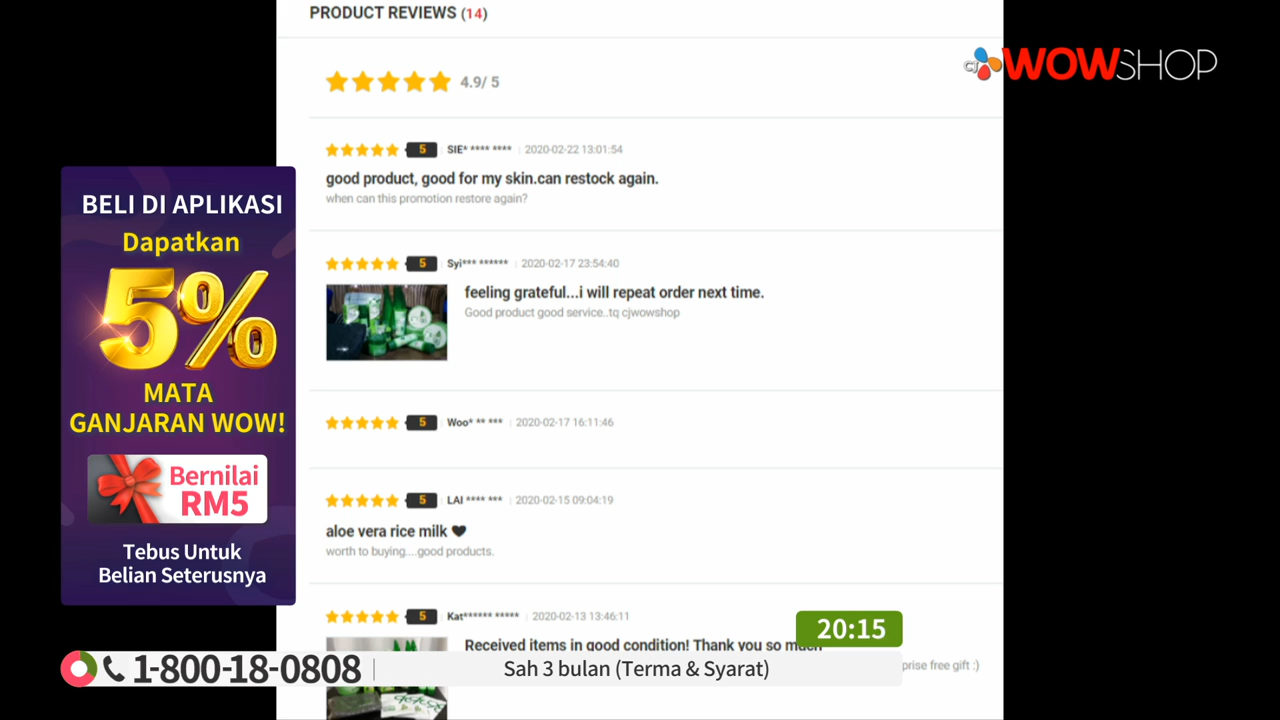 PRODUCT REVIEWS (14)
CJ WOWSHOP
4.9/ 5
5 SIE* **** **** 2020-02-22 13:01:54
good product, good for my skin.can restock again.
when can this promotion restore again?
5 Syi*** ****** 2020-02-17 23:54:40
feeling grateful...i will repeat order next time.
Good product good service..tq cjwowshop
5 Woo* ** *** 2020-02-17 16:11:46
5 LAI **** *** 2020-02-15 09:04:19
aloe vera rice milk ♥
worth to buying....good products.
5 Kat****** ***** 2020-02-13 13:46:11
Received items in good condition! Thank you so much
prise free gift :)
BELI DI APLIKASI
Dapatkan
5%
MATA
GANJARAN WOW!
Bernilai
RM5
Tebus Untuk
Belian Seterusnya
20:15
1-800-18-0808
Sah 3 bulan (Terma & Syarat)